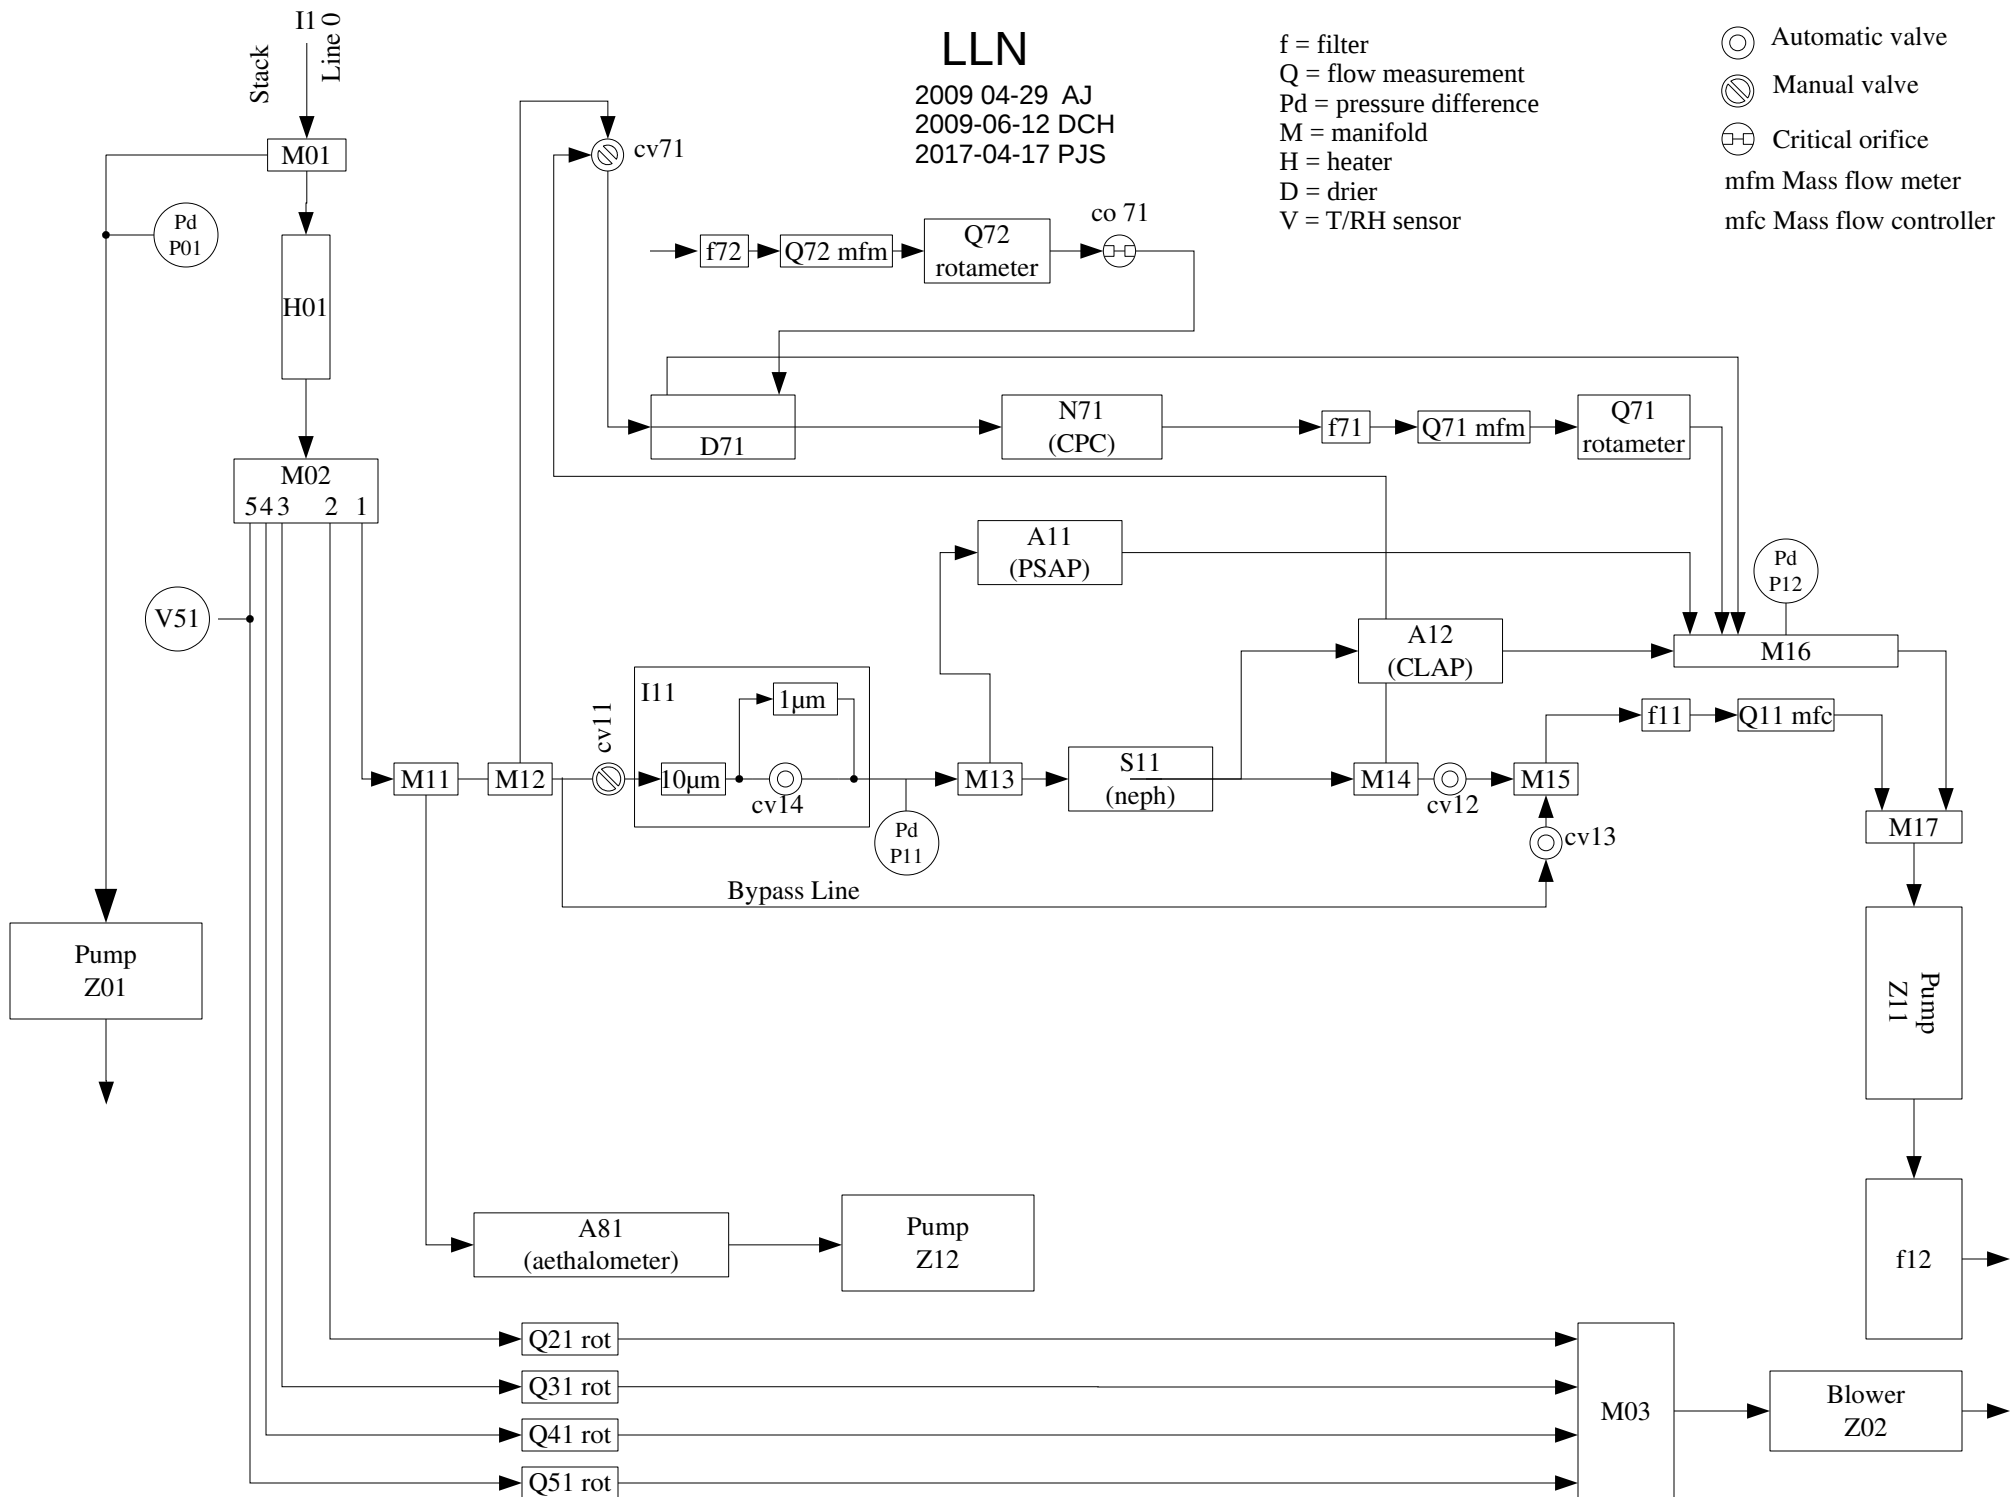 I1
Line 0
Stack
LLN
2009 04-29  AJ
2009-06-12 DCH
2017-04-17 PJS
f = filter
Q = flow measurement
Pd = pressure difference
M = manifold
H = heater
D = drier
V = T/RH sensor
Automatic valve
Manual valve
Critical orifice
mfm Mass flow meter
mfc Mass flow controller
M01
cv71
Pd
P01
co 71
f72
Q72 mfm
Q72
rotameter
H01
D71
N71
(CPC)
f71
Q71 mfm
Q71
rotameter
M02
5 4 3 2 1
A11
(PSAP)
Pd
P12
V51
A12
(CLAP)
M16
I11
1µm
cv11
f11
Q11 mfc
M11
M12
10µm
cv14
M13
S11
(neph)
M14
cv12
M15
Pd
P11
cv13
M17
Bypass Line
Pump
Z01
Pump
Z11
A81
(aethalometer)
Pump
Z12
f12
Q21 rot
Q31 rot
Q41 rot
Q51 rot
M03
Blower
Z02